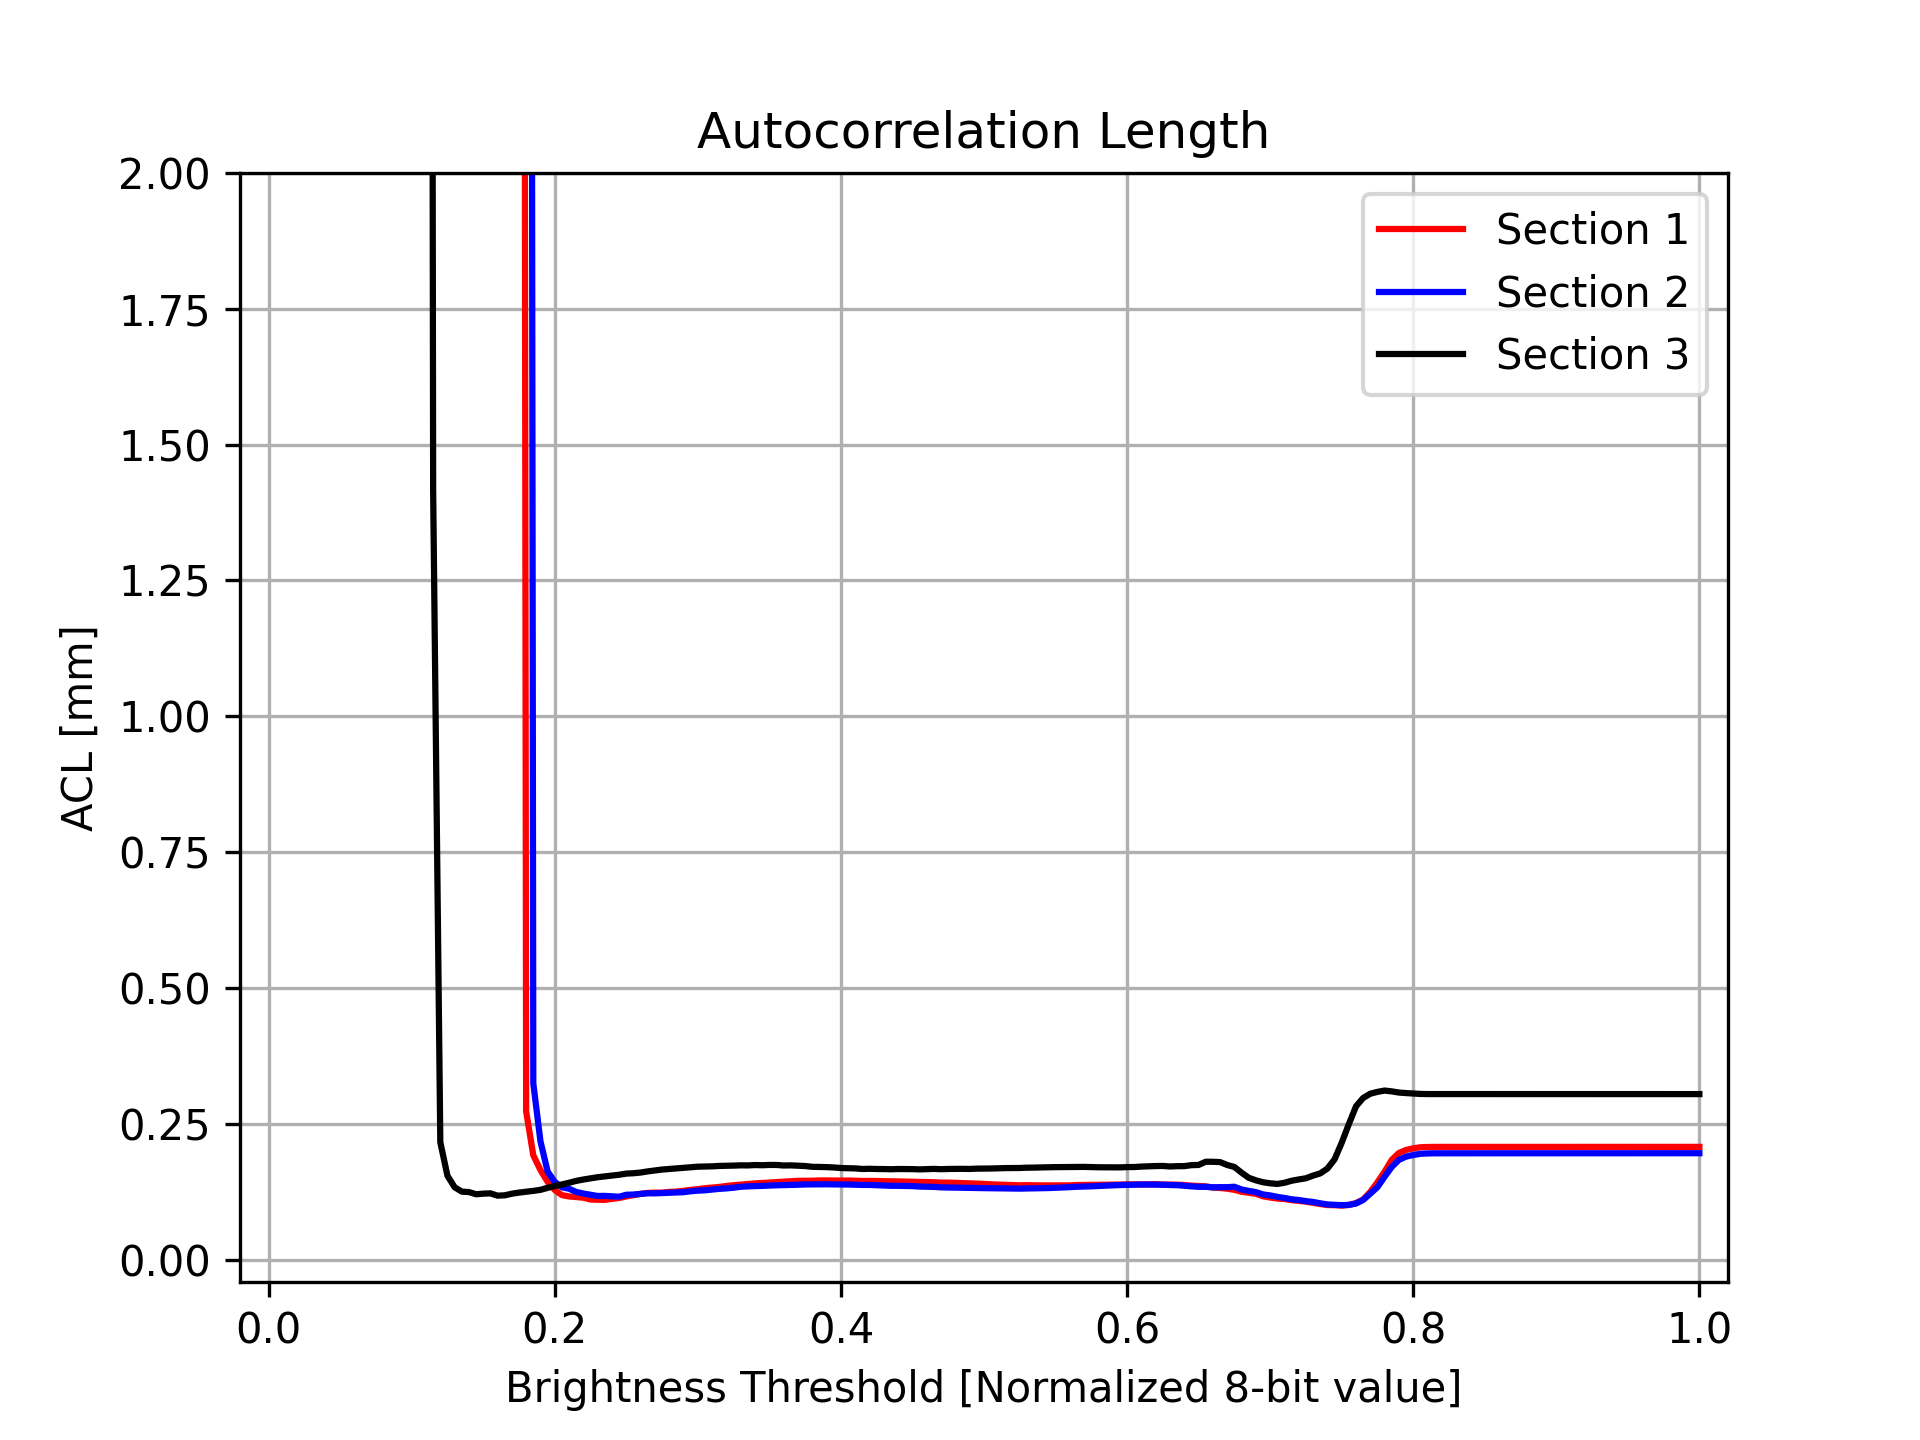 Autocorrelation Length
2.00
1.75
1.50
1.25
1.00
0.75
0.50
0.25
0.00
ACL [mm]
Section 1
Section 2
Section 3
0.0 0.2 0.4 0.6 0.8 1.0
Brightness Threshold [Normalized 8-bit value]